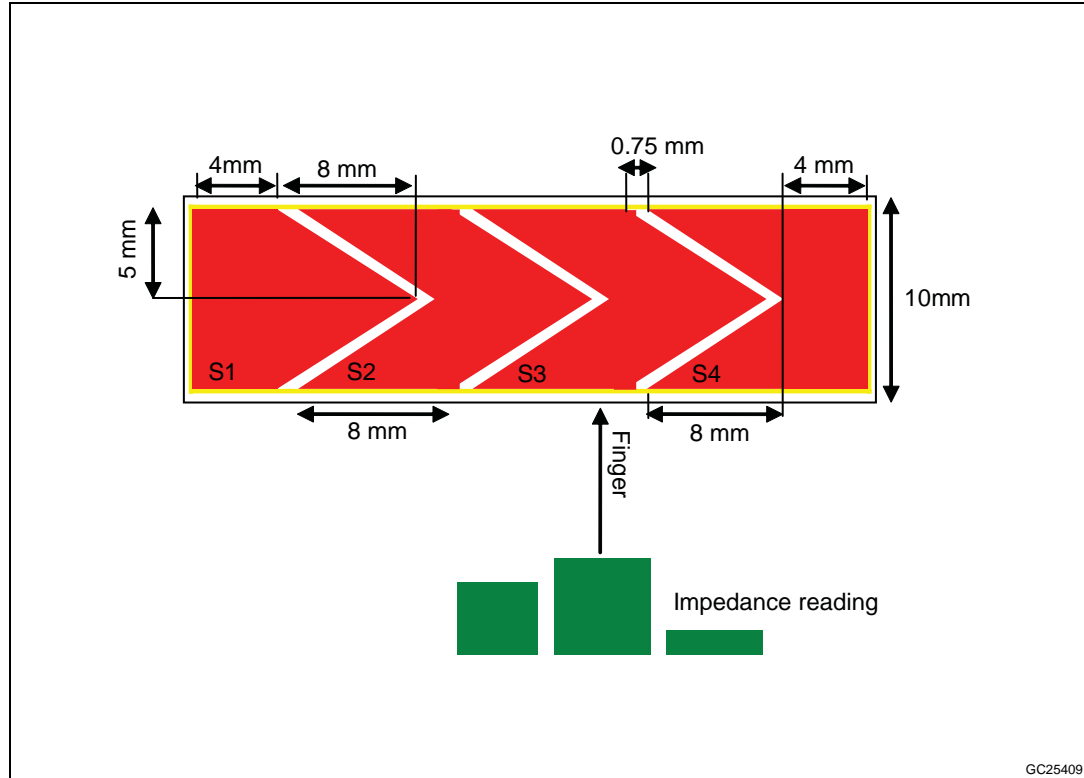 0.75 mm
4mm
8 mm
4 mm
5 mm
10mm
S1
S2
S3
S4
8 mm
8 mm
Finger
Impedance reading
GC25409